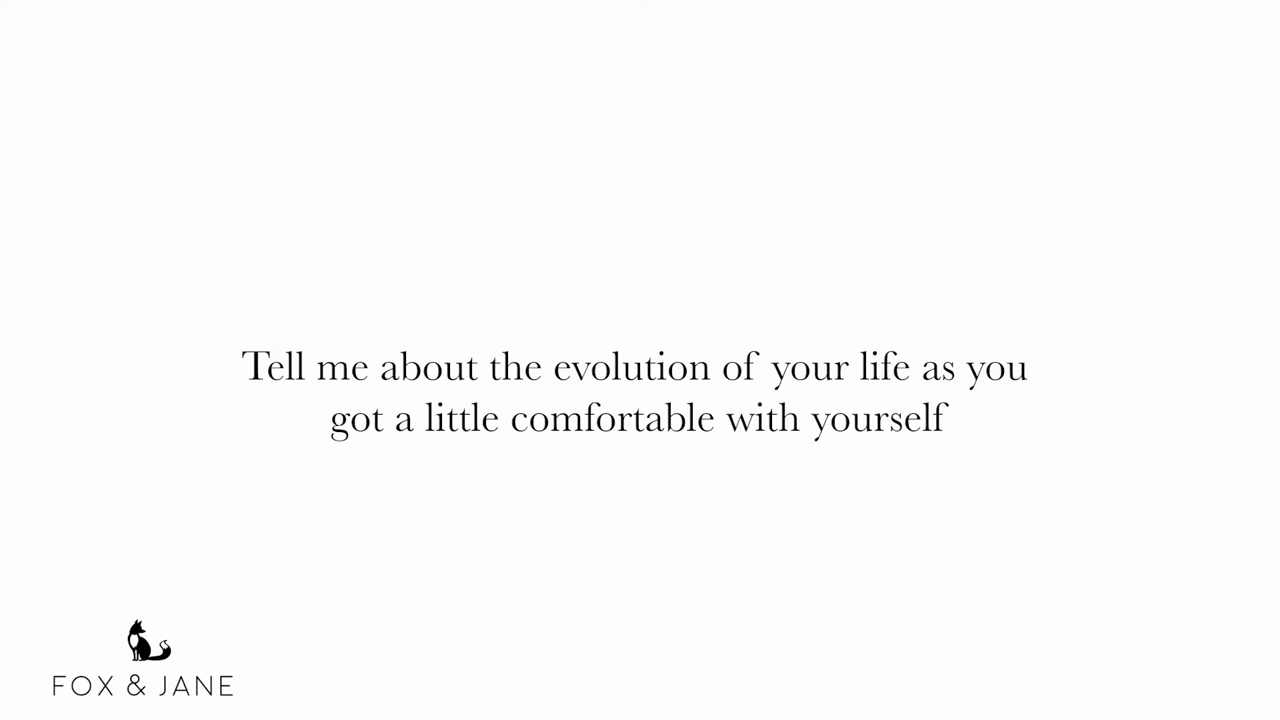 Tell me about the evolution of your life as you
got a little comfortable with yourself
FOX & JANE